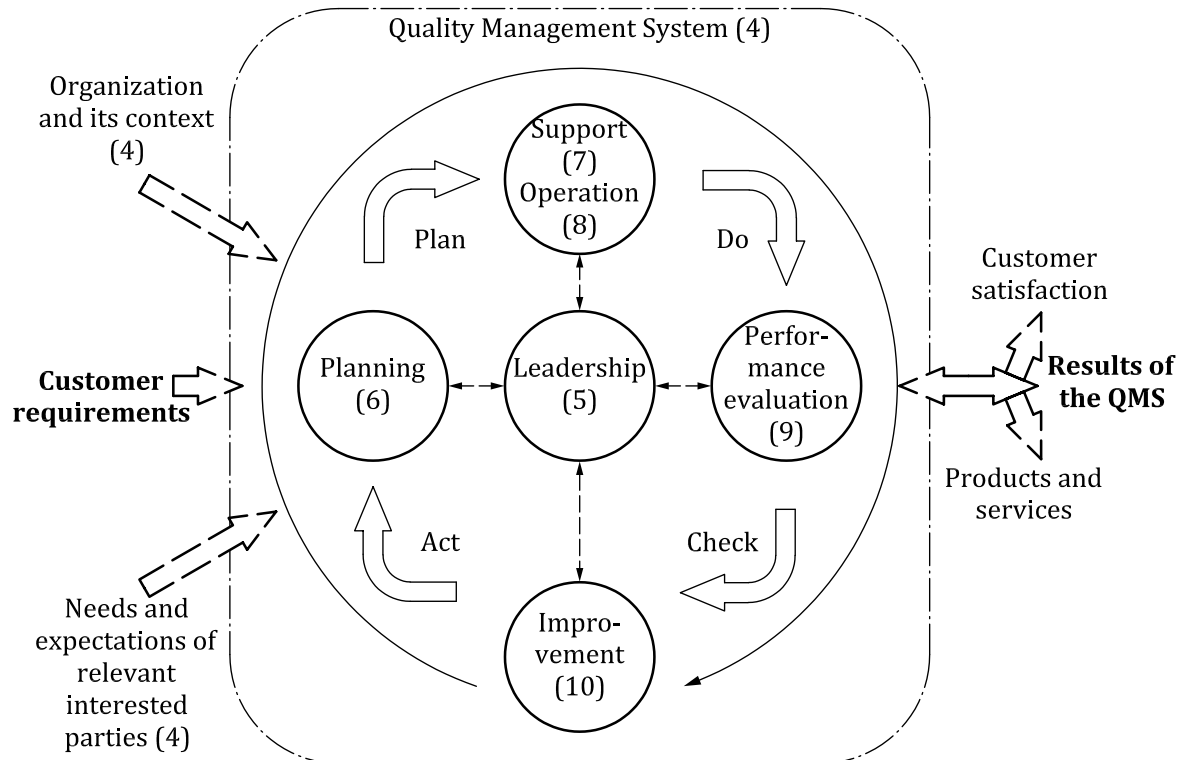 Quality Management System (4)
Organization
and its context
(4)
Support
(7)
Operation
(8)
Plan
Do
Customer
satisfaction
Customer
requirements
Planning
(6)
Leadership
(5)
Perfor-
mance
evaluation
(9)
Results of
the QMS
Products and
services
Act
Check
Needs and
expectations of
relevant
interested
parties (4)
Impro-
vement
(10)